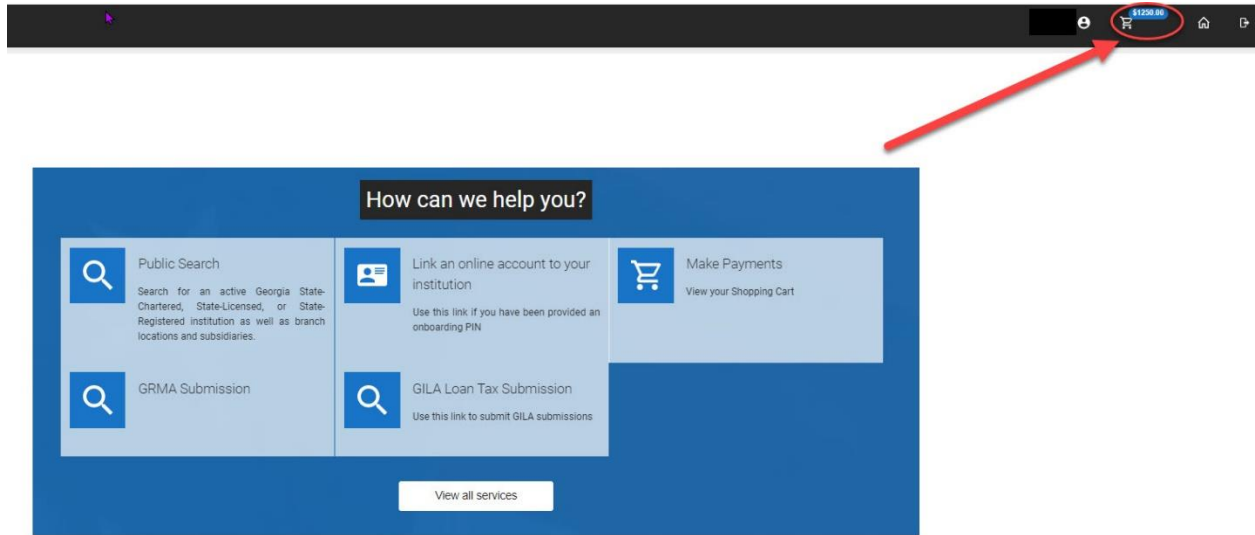 $1250.00
How can we help you?
Public Search
Search for an active Georgia State-
Chartered, State-Licensed, or State-
Registered institution as well as branch
locations and subsidiaries.
Link an online account to your
institution
Use this link if you have been provided an
onboarding PIN
Make Payments
View your Shopping Cart
GRMA Submission
GILA Loan Tax Submission
Use this link to submit GILA submissions
View all services